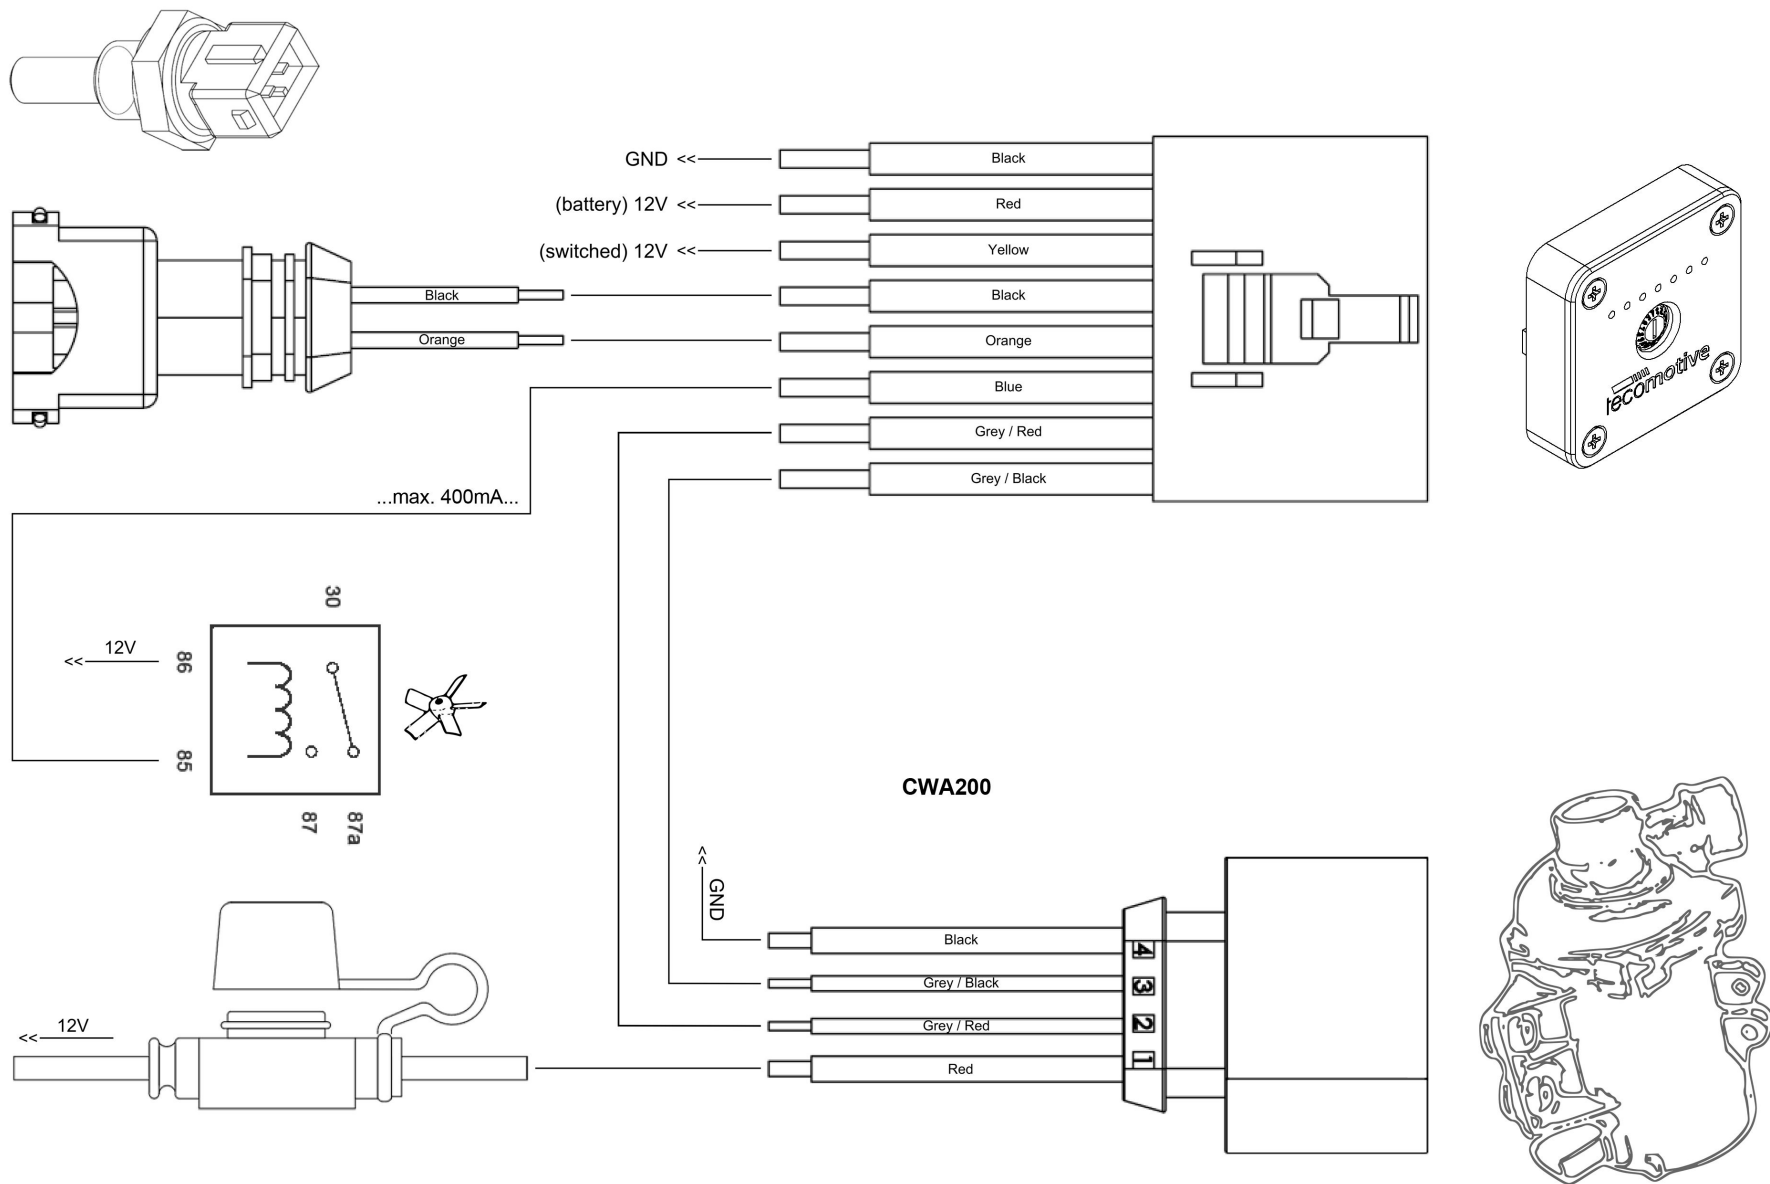 GND << Black
(battery) 12V << Red
(switched) 12V << Yellow
Black Black
Orange Orange
Blue
Grey / Red
Grey / Black
...max. 400mA...
tecomotive
30
<< 12V 86
85
87 87a
CWA200
<< GND
Black 4
Grey / Black 3
Grey / Red 2
Red 1
<< 12V